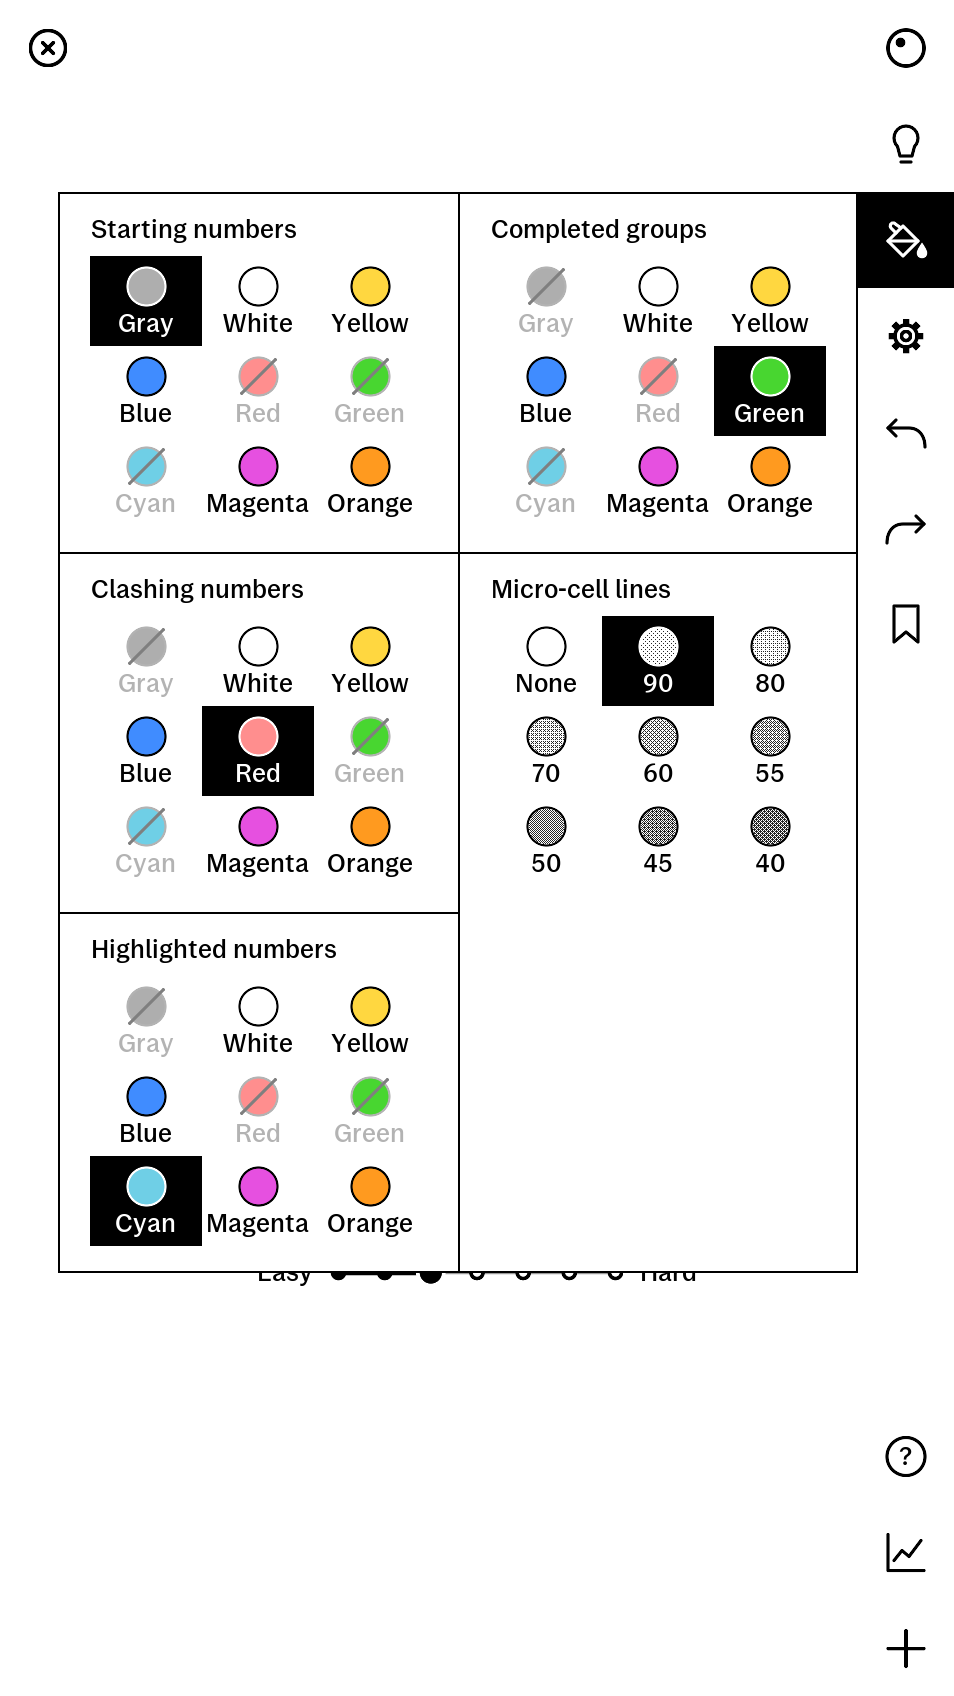 Starting numbers
Gray White Yellow
Blue Red Green
Cyan Magenta Orange
Completed groups
Gray White Yellow
Blue Red Green
Cyan Magenta Orange
Clashing numbers
Gray White Yellow
Blue Red Green
Cyan Magenta Orange
Micro-cell lines
None 90 80
70 60 55
50 45 40
Highlighted numbers
Gray White Yellow
Blue Red Green
Cyan Magenta Orange
Easy Hard
?